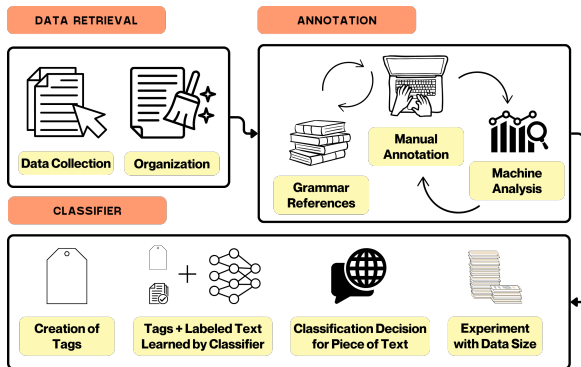 DATA RETRIEVAL
ANNOTATION
Data Collection
Organization
Grammar
References
Manual
Annotation
Machine
Analysis
CLASSIFIER
Creation of
Tags
Tags + Labeled Text
Learned by Classifier
Classification Decision
for Piece of Text
Experiment
with Data Size